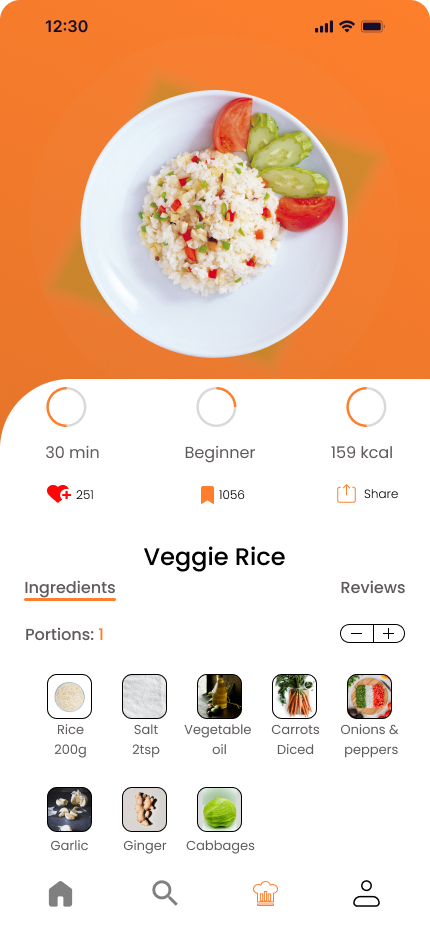 12:30
30 min
Beginner
159 kcal
251
1056
Share
Veggie Rice
Ingredients
Reviews
Portions: 1
Rice
200g
Salt
2tsp
Vegetable
oil
Carrots
Diced
Onions &
peppers
Garlic
Ginger
Cabbages